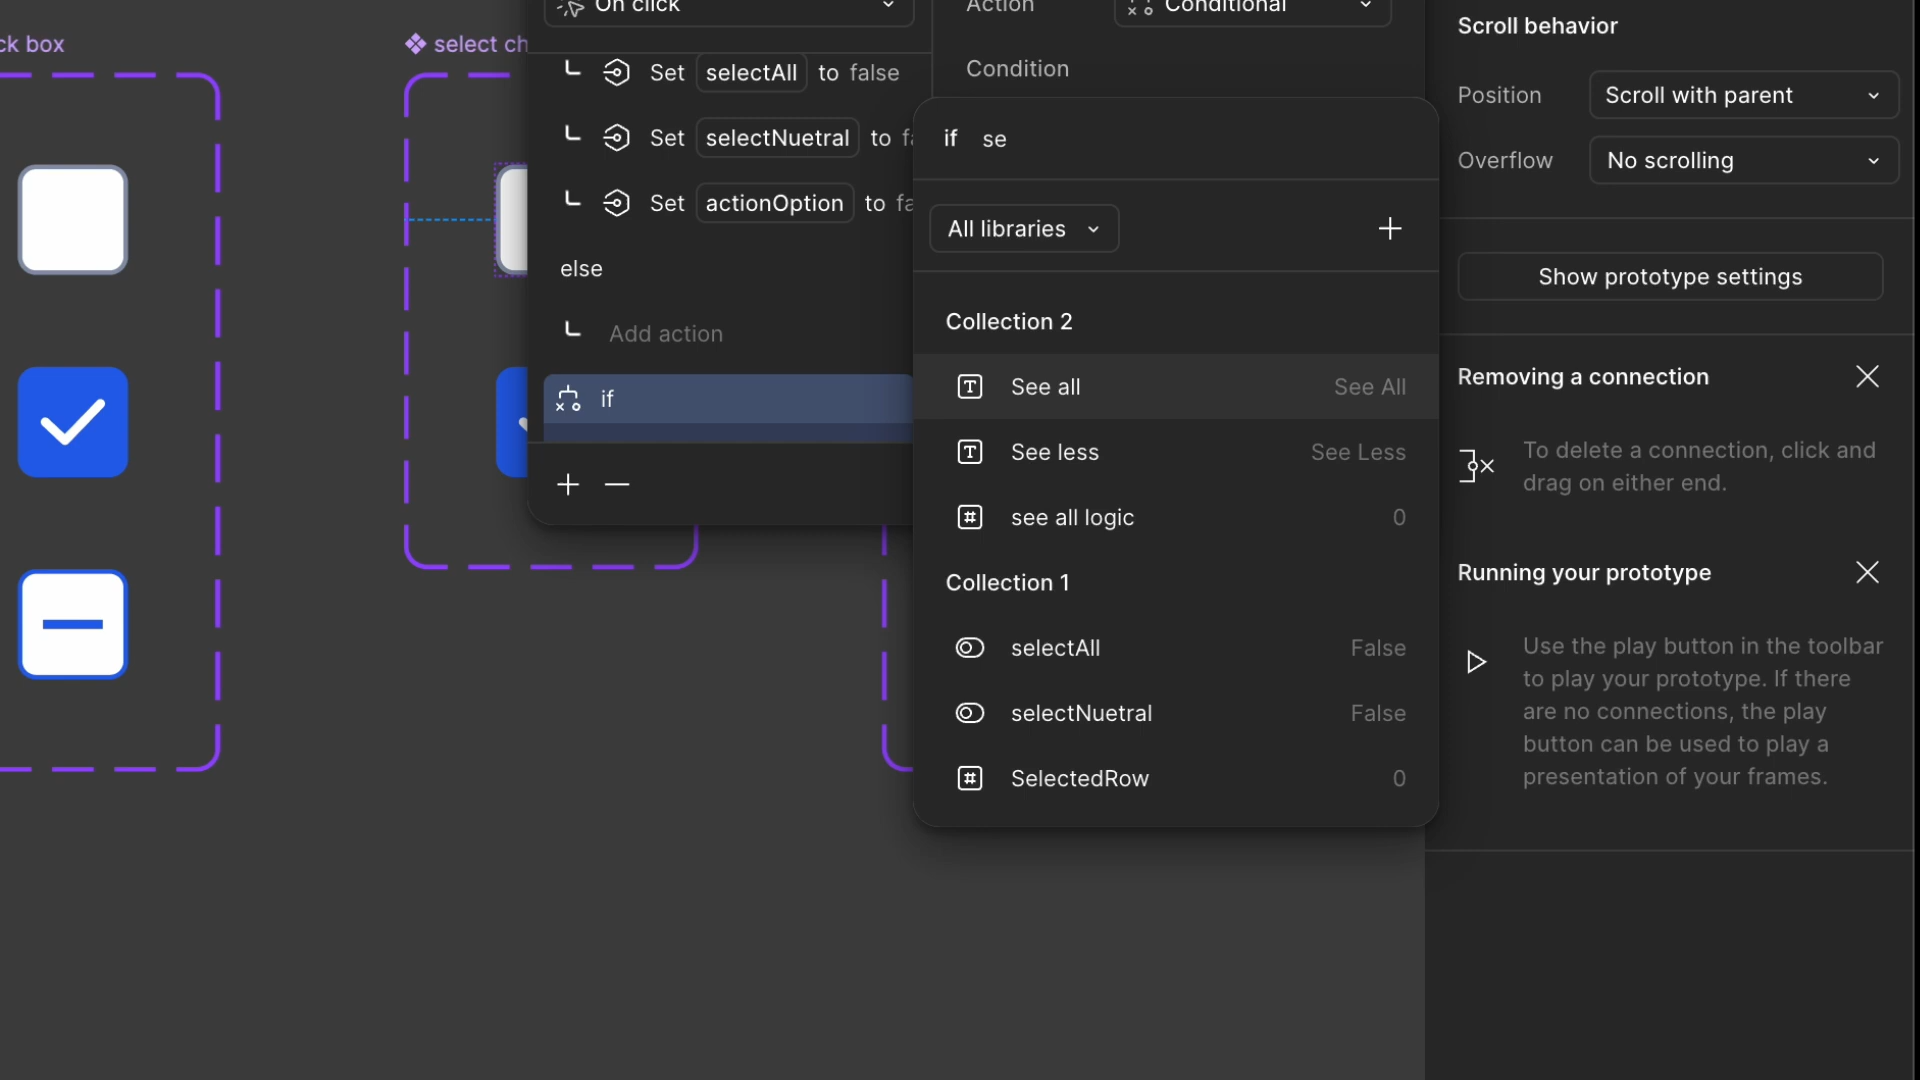 ck box
select ch
On click
Set selectAll to false
Set selectNuetral to fa
Set actionOption to fa
else
Add action
if
Action Conditional
Condition
if se
All libraries
Collection 2
See all See All
See less See Less
see all logic 0
Collection 1
selectAll False
selectNuetral False
SelectedRow 0
Scroll behavior
Position Scroll with parent
Overflow No scrolling
Show prototype settings
Removing a connection
To delete a connection, click and
drag on either end.
Running your prototype
Use the play button in the toolbar
to play your prototype. If there
are no connections, the play
button can be used to play a
presentation of your frames.